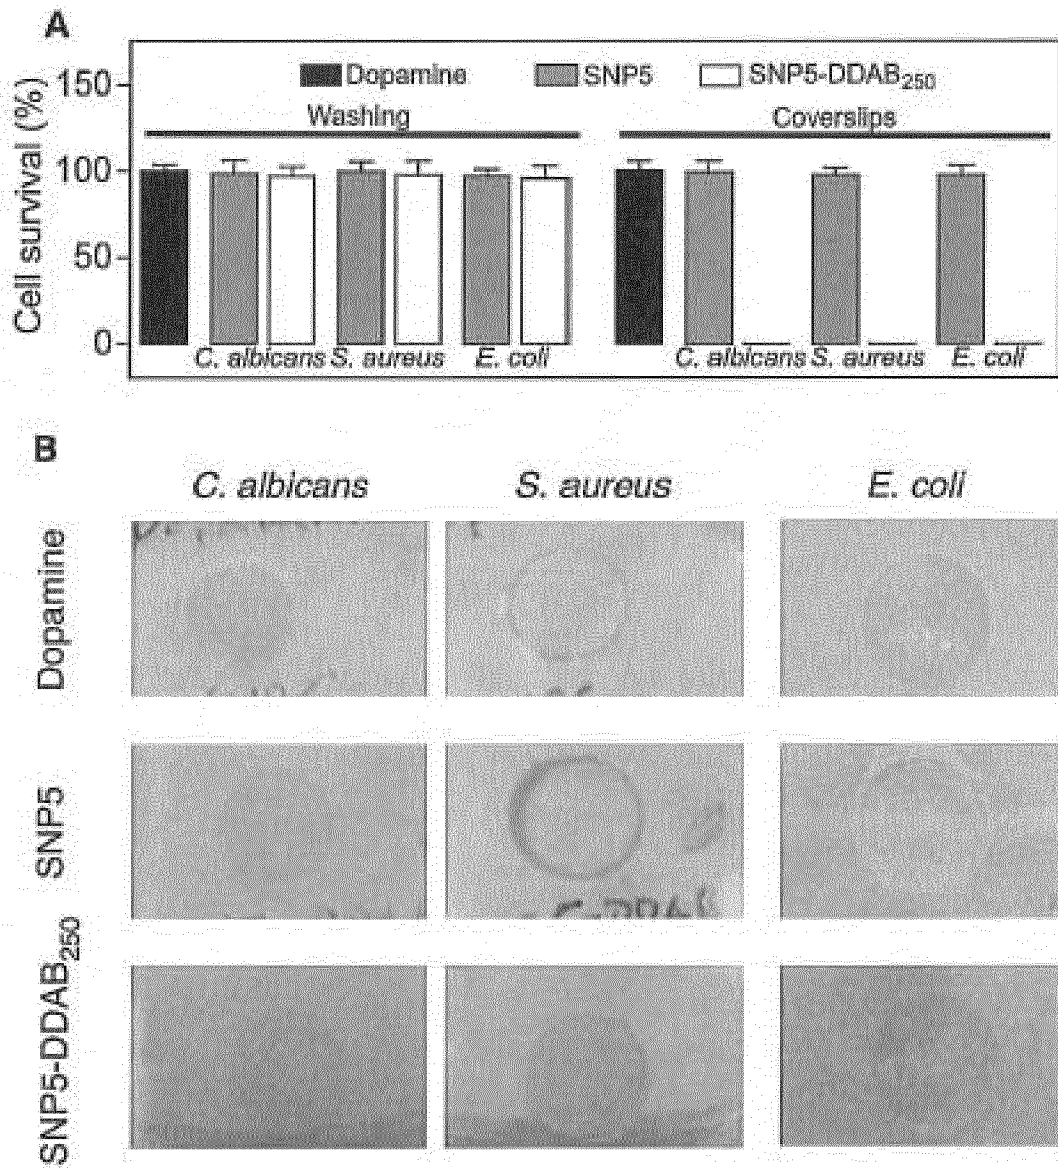 A
Cell survival (%)
150
100
50
0
Dopamine SNP5 SNP5-DDAB250
Washing Coverslips
C. albicans S. aureus E. coli C. albicans S. aureus E. coli
B
C. albicans S. aureus E. coli
Dopamine
SNP5
SNP5-DDAB250